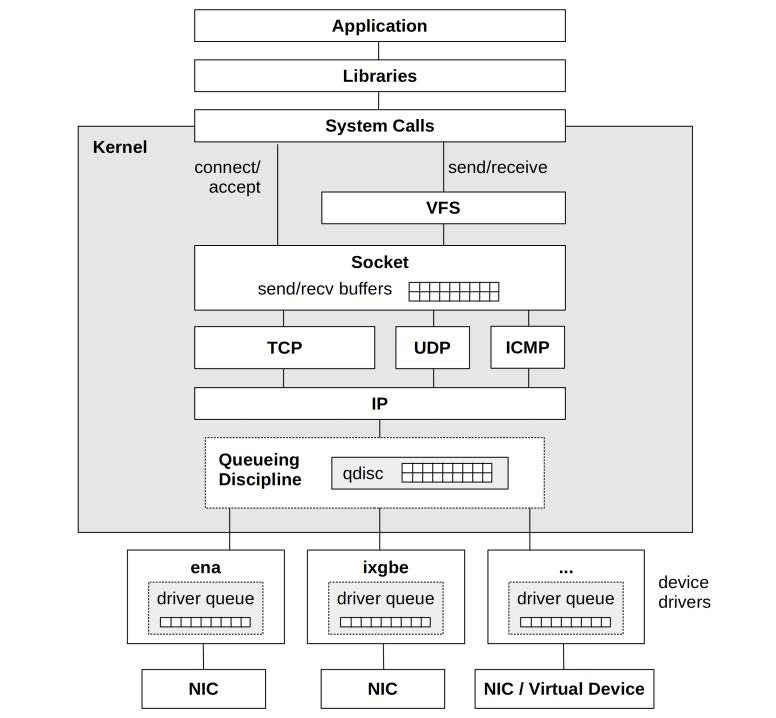 Application
Libraries
System Calls
Kernel
connect/
accept
send/receive
VFS
Socket
send/recv buffers
TCP
UDP
ICMP
IP
Queueing
Discipline
qdisc
ena
driver queue
ixgbe
driver queue
...
driver queue
device
drivers
NIC
NIC
NIC / Virtual Device